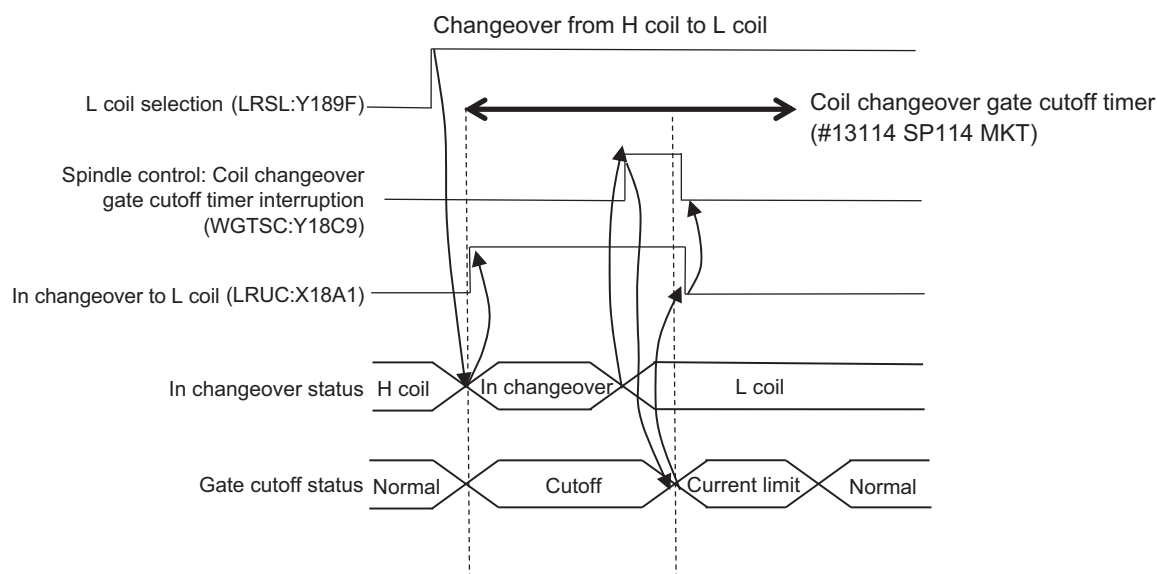 Changeover from H coil to L coil
L coil selection (LRSL:Y189F)
Coil changeover gate cutoff timer
(#13114 SP114 MKT)
Spindle control: Coil changeover
gate cutoff timer interruption
(WGTSC:Y18C9)
In changeover to L coil (LRUC:X18A1)
In changeover status H coil In changeover L coil
Gate cutoff status Normal Cutoff Current limit Normal